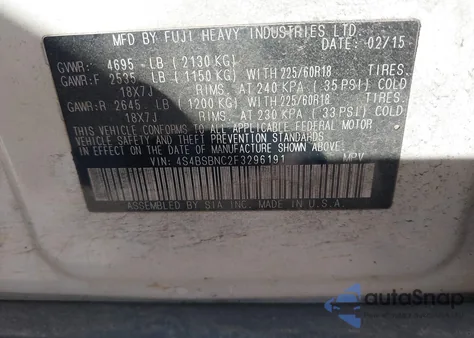 MFD BY FUJI HEAVY INDUSTRIES LTD.
DATE: 02/15
GVWR: 4695 LB ( 2130 KG)
GAWR:F 2535 LB ( 1150 KG) WITH 225/60R18 TIRES.
18X7J RIMS. AT 240 KPA ( 35 PSI) COLD
GAWR:R 2645 LB ( 1200 KG) WITH 225/60R18 TIRES.
18X7J RIMS. AT 230 KPA ( 33 PSI) COLD
THIS VEHICLE CONFORMS TO ALL APPLICABLE FEDERAL MOTOR
VEHICLE SAFETY AND THEFT PREVENTION STANDARDS
IN EFFECT ON THE DATE OF MANUFACTURE SHOWN ABOVE.
VIN: 4S4BSBNC2F3296191 MPV
ASSEMBLED BY SIA INC. MADE IN U.S.A.
autoSnap